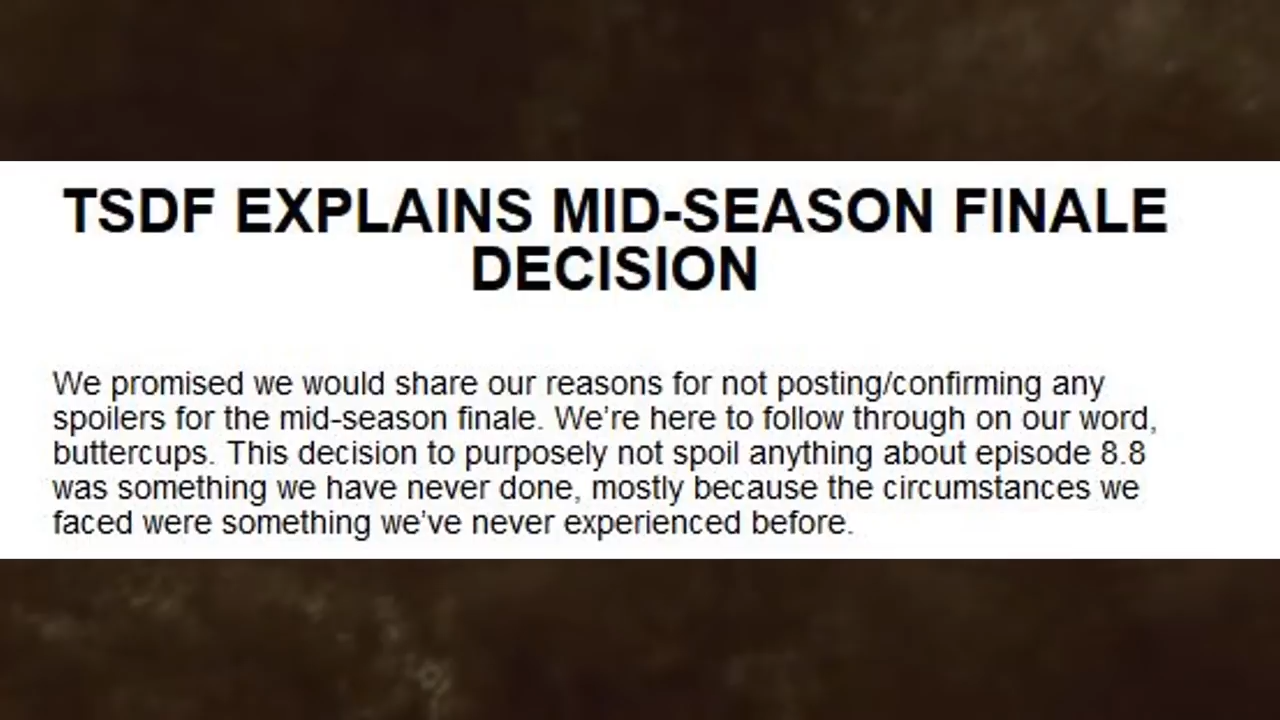 TSDF EXPLAINS MID-SEASON FINALE
DECISION
We promised we would share our reasons for not posting/confirming any
spoilers for the mid-season finale. We’re here to follow through on our word,
buttercups. This decision to purposely not spoil anything about episode 8.8
was something we have never done, mostly because the circumstances we
faced were something we’ve never experienced before.